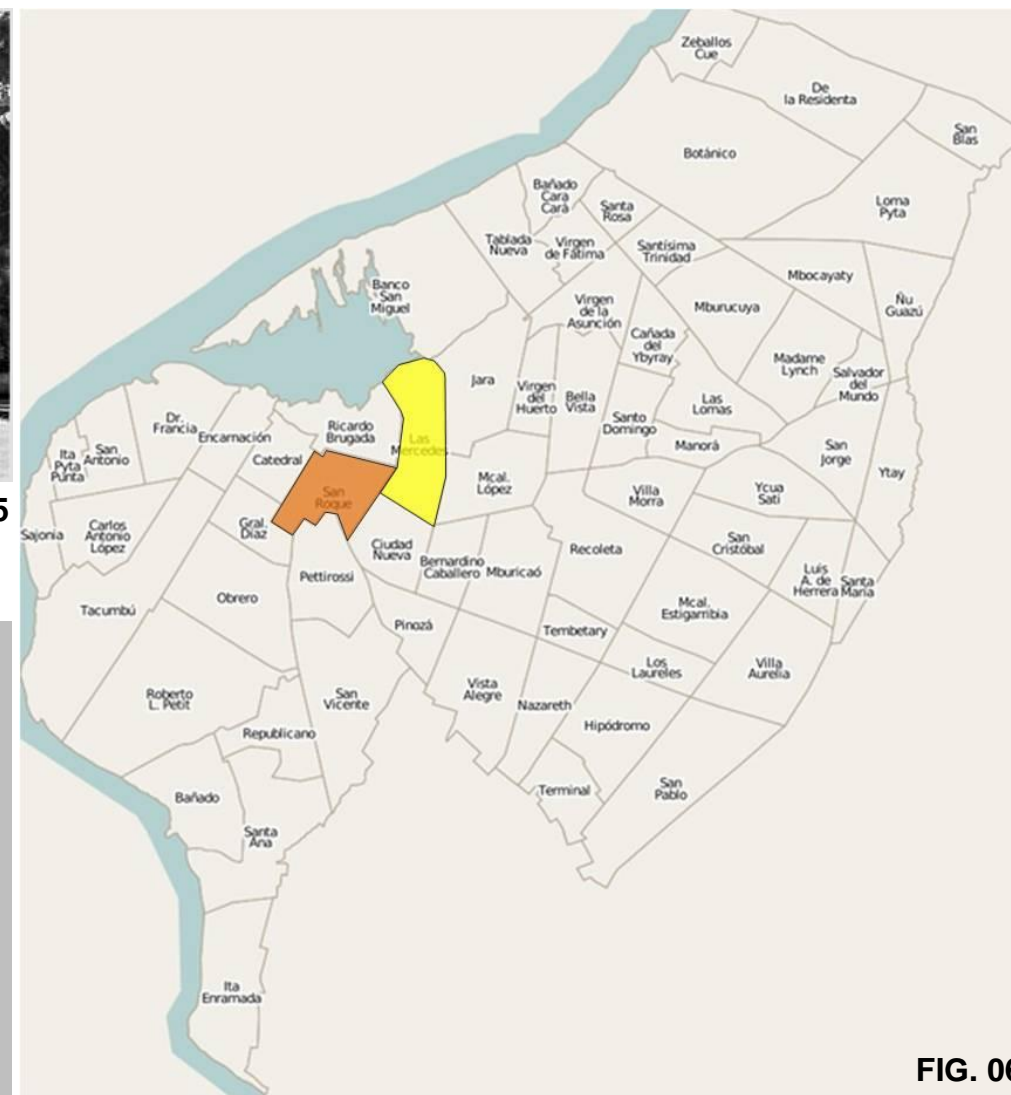 Zeballos
Cue
De
la Residenta
San
Blas
Botánico
Bañado
Cara
Cará
Santa
Rosa
Loma
Pyta
Tablada
Nueva
Virgen
de Fátima
Santísima
Trinidad
Mbocayaty
Banco
San
Miguel
Ñu
Guazú
Virgen
de la
Asunción
Mburucuya
Cañada
del
Ybyray
Madame
Lynch
Salvador
del
Mundo
Jara
Virgen
del
Huerto
Bella
Vista
Las
Lomas
Santo
Domingo
Dr.
Francia
Encarnación
Ricardo
Brugada
Las
Mercedes
Manorá
San
Jorge
Ytay
Ita
Pyta
Punta
San
Antonio
Catedral
Mcal.
López
Villa
Morra
Ycua
Sati
San
Roque
5
Sajonia
Carlos
Antonio
López
Gral.
Díaz
Ciudad
Nueva
Recoleta
San
Cristóbal
Pettirossi
Bernardino
Caballero
Mburicaó
Luis
A. de
Herrera
Santa
María
Tacumbú
Obrero
Mcal.
Estigarribia
Pinozá
Tembetary
Los
Laureles
Villa
Aurelia
Roberto
L. Petit
San
Vicente
Vista
Alegre
Nazareth
Hipódromo
Republicano
Terminal
San
Pablo
Bañado
Santa
Ana
Ita
Enramada
FIG. 06